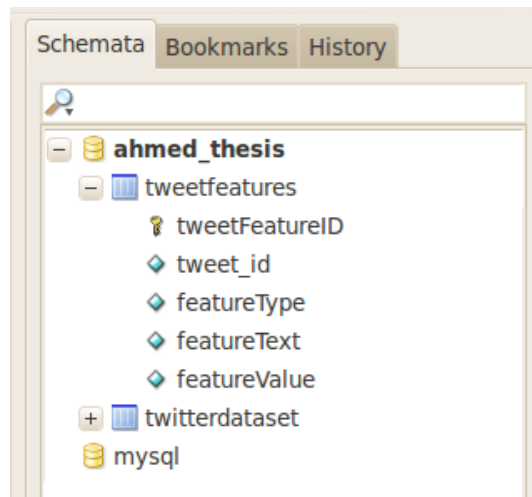 Schemata Bookmarks History
ahmed_thesis
tweetfeatures
tweetFeatureID
tweet_id
featureType
featureText
featureValue
twitterdataset
mysql